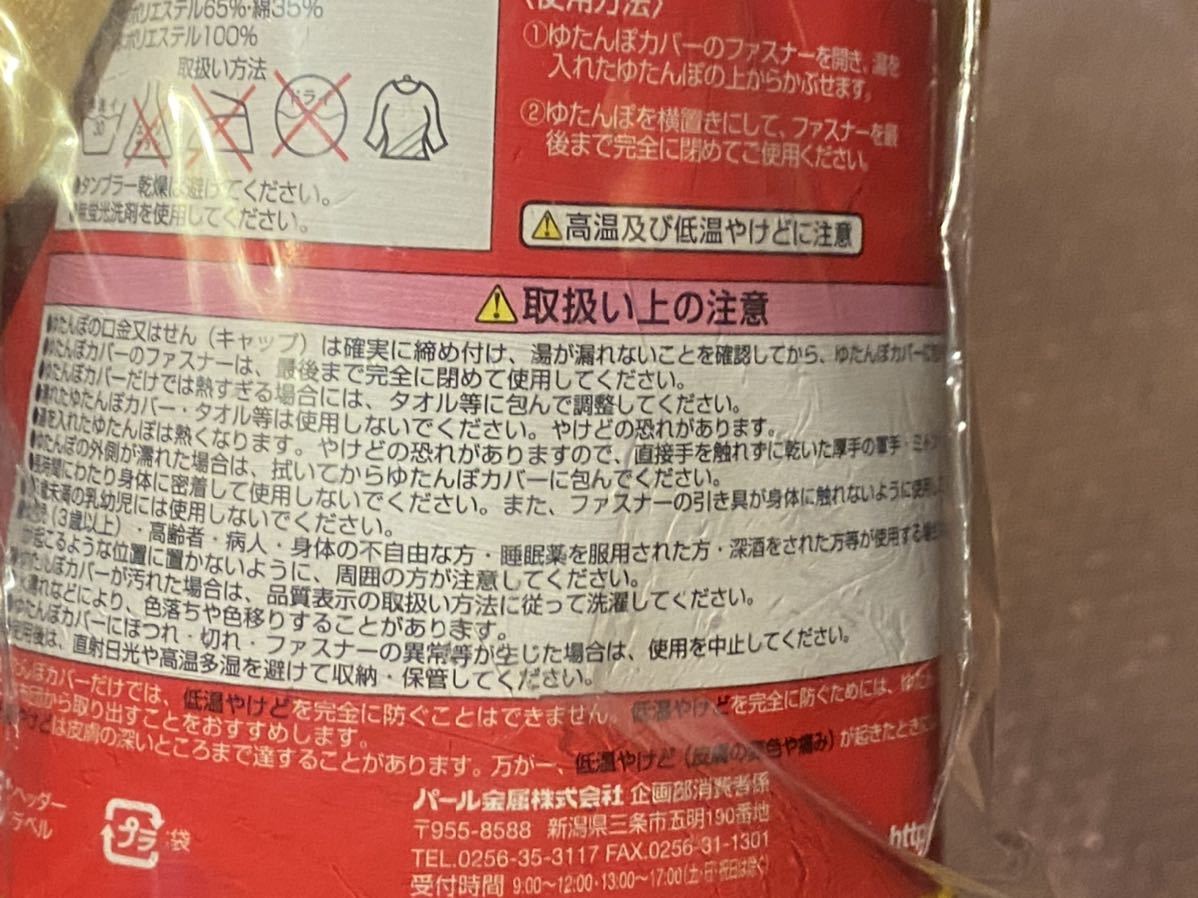 ポリエステル65%・綿35%
ポリエステル100%
取扱い方法
30
ドライ
●タンブラー乾燥は避けてください。
●無蛍光洗剤を使用してください。
〈使用方法〉
①ゆたんぽカバーのファスナーを開き、湯を
入れたゆたんぽの上からかぶせます。
②ゆたんぽを横置きにして、ファスナーを最
後まで完全に閉めてご使用ください。
⚠高温及び低温やけどに注意
⚠取扱い上の注意
●ゆたんぽの口金又はせん（キャップ）は確実に締め付け、湯が漏れないことを確認してから、ゆたんぽカバーに
●ゆたんぽカバーのファスナーは、最後まで完全に閉めて使用してください。
●ゆたんぽカバーだけでは熱すぎる場合には、タオル等に包んで調整してください。
●濡れたゆたんぽカバー・タオル等は使用しないでください。やけどの恐れがあります。
●湯を入れたゆたんぽは熱くなります。やけどの恐れがありますので、直接手を触れずに乾いた厚手の軍手・ミトン
●ゆたんぽの外側が濡れた場合は、拭いてからゆたんぽカバーに包んでください。
●長時間にわたり身体に密着して使用しないでください。また、ファスナーの引き具が身体に触れないように使用し
未満の乳幼児には使用しないでください。
（3歳以上）・高齢者・病人・身体の不自由な方・睡眠薬を服用された方・深酒をされた方等が使用する場合
が起こるような位置に置かないように、周囲の方が注意してください。
●ゆたんぽカバーが汚れた場合は、品質表示の取扱い方法に従って洗濯してください。
濡れなどにより、色落ちや色移りすることがあります。
●ゆたんぽカバーにほつれ・切れ・ファスナーの異常等が生じた場合は、使用を中止してください。
使用後は、直射日光や高温多湿を避けて収納・保管してください。
たんぽカバーだけでは、低温やけどを完全に防ぐことはできません。低温やけどを完全に防ぐためには、ゆた
から取り出すことをおすすめします。
やけどは皮膚の深いところまで達することがあります。万が一、低温やけど（皮膚の変色や痛み）が起きたとき
ヘッダー
ラベル
プラ
袋
パール金属株式会社 企画部消費者係
〒955-8588 新潟県三条市五明190番地
TEL.0256-35-3117 FAX.0256-31-1301
受付時間 9:00～12:00・13:00～17:00（土・日・祝日は除く）
http